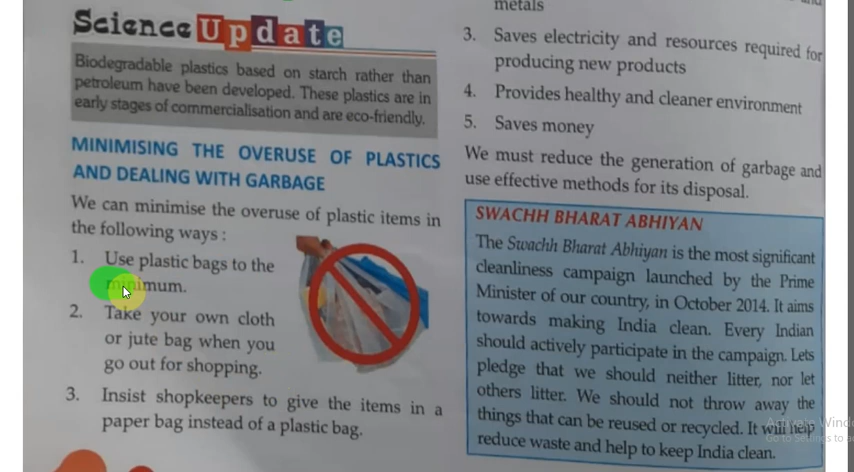 Science Update
Biodegradable plastics based on starch rather than
petroleum have been developed. These plastics are in
early stages of commercialisation and are eco-friendly.
MINIMISING THE OVERUSE OF PLASTICS
AND DEALING WITH GARBAGE
We can minimise the overuse of plastic items in
the following ways :
1. Use plastic bags to the
minimum.
2. Take your own cloth
or jute bag when you
go out for shopping.
3. Insist shopkeepers to give the items in a
paper bag instead of a plastic bag.
metals
3. Saves electricity and resources required for
producing new products
4. Provides healthy and cleaner environment
5. Saves money
We must reduce the generation of garbage and
use effective methods for its disposal.
SWACHH BHARAT ABHIYAN
The Swachh Bharat Abhiyan is the most significant
cleanliness campaign launched by the Prime
Minister of our country, in October 2014. It aims
towards making India clean. Every Indian
should actively participate in the campaign. Lets
pledge that we should neither litter, nor let
others litter. We should not throw away the
things that can be reused or recycled. It will help
reduce waste and help to keep India clean.
Go to Settings to